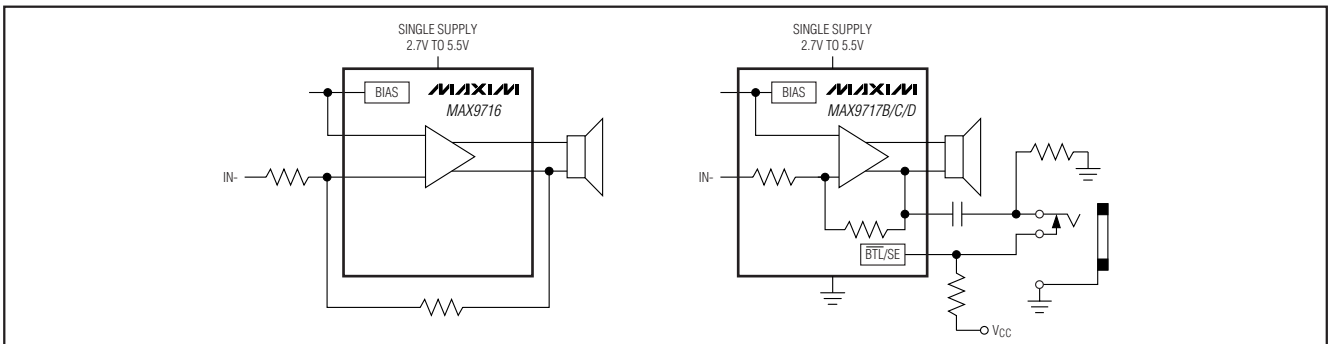 SINGLE SUPPLY
2.7V TO 5.5V
BIAS
MAXIM
MAX9716
IN-
SINGLE SUPPLY
2.7V TO 5.5V
BIAS
MAXIM
MAX9717B/C/D
IN-
BTL/SE
VCC